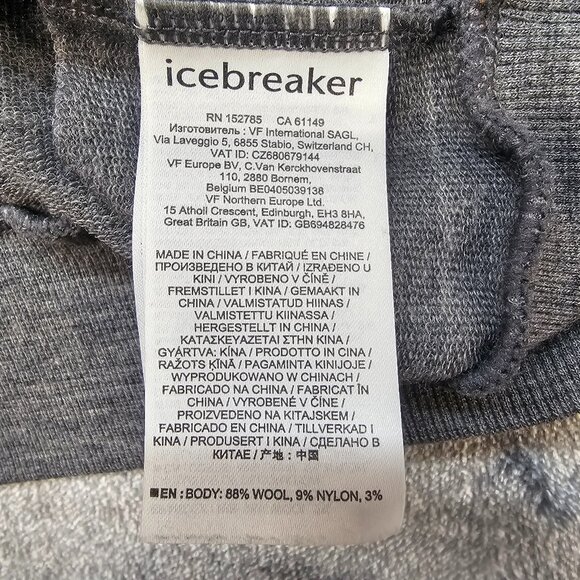 icebreaker
RN 152785 CA 61149
Изготовитель : VF International SAGL,
Via Laveggio 5, 6855 Stabio, Switzerland CH,
VAT ID: CZ680679144
VF Europe BV, C.Van Kerckhovenstraat
110, 2880 Bornem,
Belgium BE0405039138
VF Northern Europe Ltd.
15 Atholl Crescent, Edinburgh, EH3 8HA,
Great Britain GB, VAT ID: GB694828476
MADE IN CHINA / FABRIQUÉ EN CHINE /
ПРОИЗВЕДЕНО В КИТАЙ / IZRAĐENO U
KINI / VYROBENO V ČÍNĚ /
FREMSTILLET I KINA / GEMAAKT IN
CHINA / VALMISTATUD HIINAS /
VALMISTETTU KIINASSA /
HERGESTELLT IN CHINA /
ΚΑΤΑΣΚΕΥΑΖΕΤΑΙ ΣΤΗΝ ΚΙΝΑ /
GYÁRTVA: KÍNA / PRODOTTO IN CINA /
RAŽOTS ĶĪNĀ / PAGAMINTA KINIJOJE /
WYPRODUKOWANO W CHINACH /
FABRICADO NA CHINA / FABRICAT ÎN
CHINA / VYROBENÉ V ČÍNE /
PROIZVEDENO NA KITAJSKEM /
FABRICADO EN CHINA / TILLVERKAD I
KINA / PRODUSERT I KINA / СДЕЛАНО В
КИТАЕ / 产地 : 中国
EN : BODY: 88% WOOL, 9% NYLON, 3%